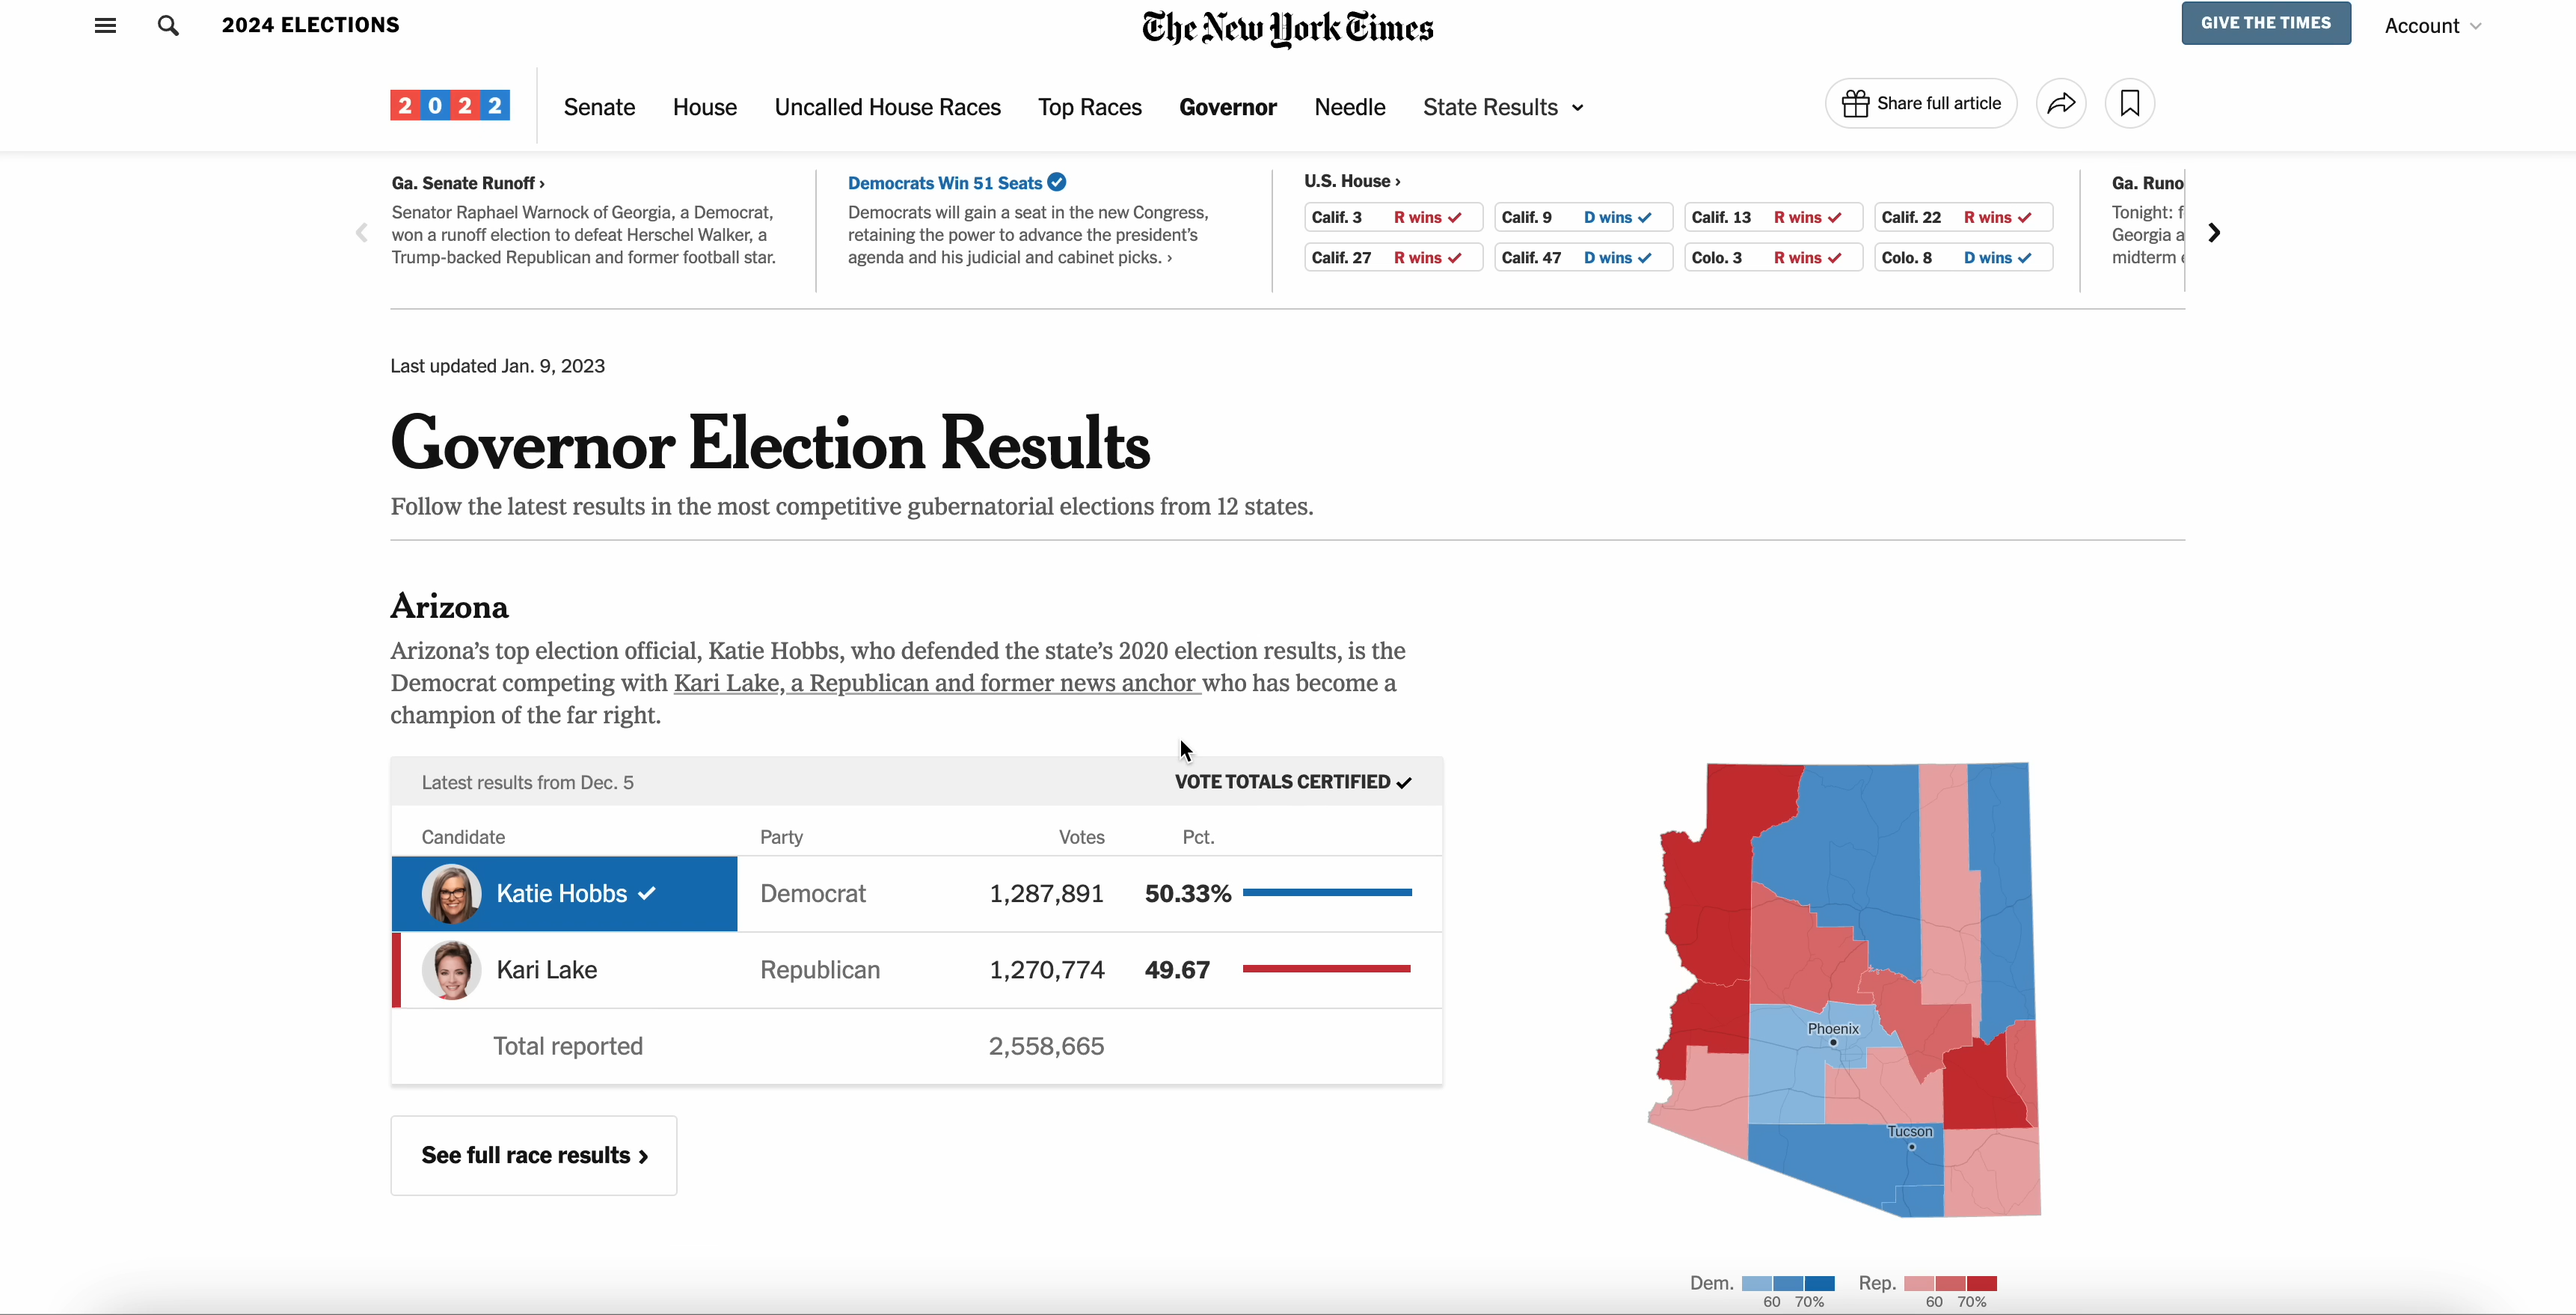 2024 ELECTIONS
The New York Times
GIVE THE TIMES
Account
2022
Senate
House
Uncalled House Races
Top Races
Governor
Needle
State Results
Share full article
Ga. Senate Runoff ›
Senator Raphael Warnock of Georgia, a Democrat,
won a runoff election to defeat Herschel Walker, a
Trump-backed Republican and former football star.
Democrats Win 51 Seats
Democrats will gain a seat in the new Congress,
retaining the power to advance the president’s
agenda and his judicial and cabinet picks. ›
U.S. House ›
Calif. 3 R wins ✓
Calif. 9 D wins ✓
Calif. 13 R wins ✓
Calif. 22 R wins ✓
Calif. 27 R wins ✓
Calif. 47 D wins ✓
Colo. 3 R wins ✓
Colo. 8 D wins ✓
Ga. Runo
Tonight: f
Georgia a
midterm
Last updated Jan. 9, 2023
Governor Election Results
Follow the latest results in the most competitive gubernatorial elections from 12 states.
Arizona
Arizona’s top election official, Katie Hobbs, who defended the state’s 2020 election results, is the
Democrat competing with Kari Lake, a Republican and former news anchor who has become a
champion of the far right.
Latest results from Dec. 5
VOTE TOTALS CERTIFIED ✓
Candidate Party Votes Pct.
Katie Hobbs ✓ Democrat 1,287,891 50.33%
Kari Lake Republican 1,270,774 49.67
Total reported 2,558,665
See full race results ›
Phoenix
Tucson
Dem.
60 70%
Rep.
60 70%